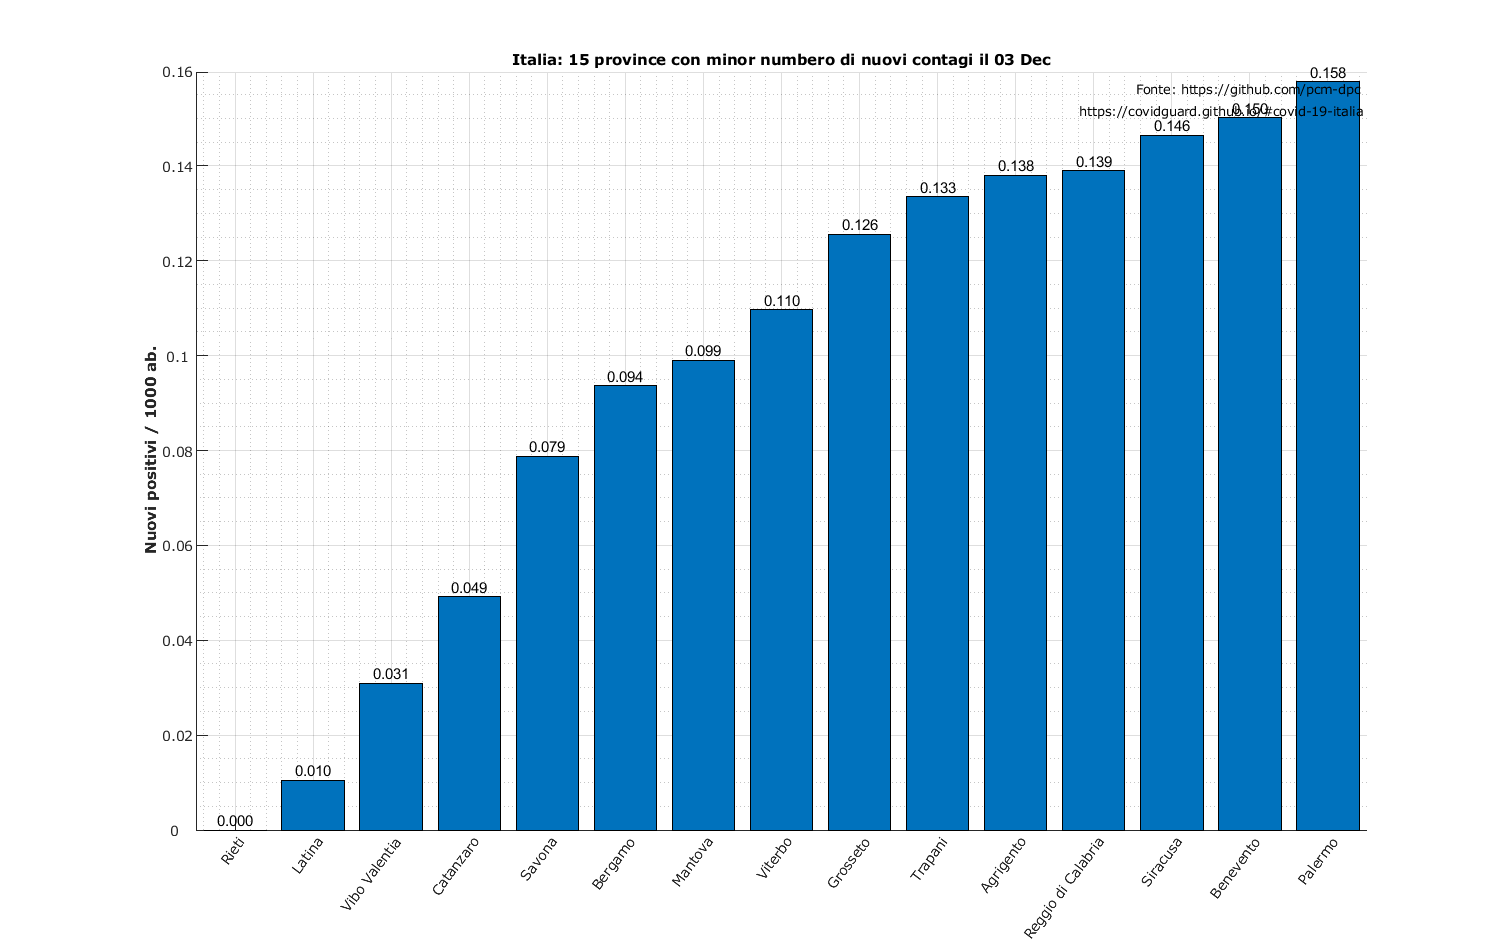 Italia: 15 province con minor numbero di nuovi contagi il 03 Dec
Fonte: https://github.com/pcm-dpc
https://covidguard.github.io/#covid-19-italia
Nuovi positivi / 1000 ab.
0.16
0.14
0.12
0.1
0.08
0.06
0.04
0.02
0
0.000
0.010
0.031
0.049
0.079
0.094
0.099
0.110
0.126
0.133
0.138
0.139
0.146
0.150
0.158
Rieti
Latina
Vibo Valentia
Catanzaro
Savona
Bergamo
Mantova
Viterbo
Grosseto
Trapani
Agrigento
Reggio di Calabria
Siracusa
Benevento
Palermo